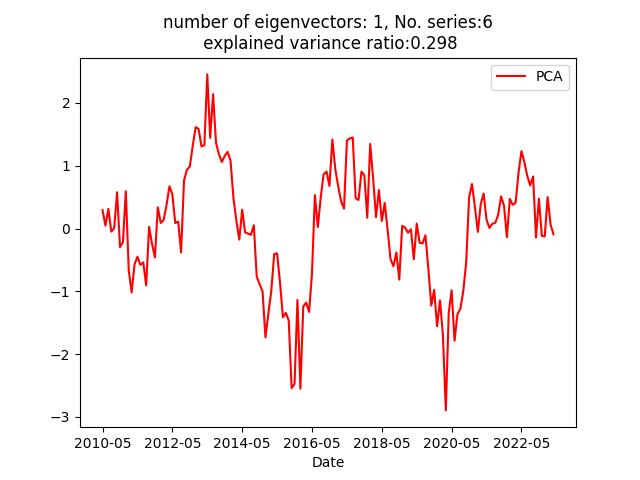 number of eigenvectors: 1, No. series:6
explained variance ratio:0.298
PCA
2
1
0
−1
−2
−3
2010-05 2012-05 2014-05 2016-05 2018-05 2020-05 2022-05
Date